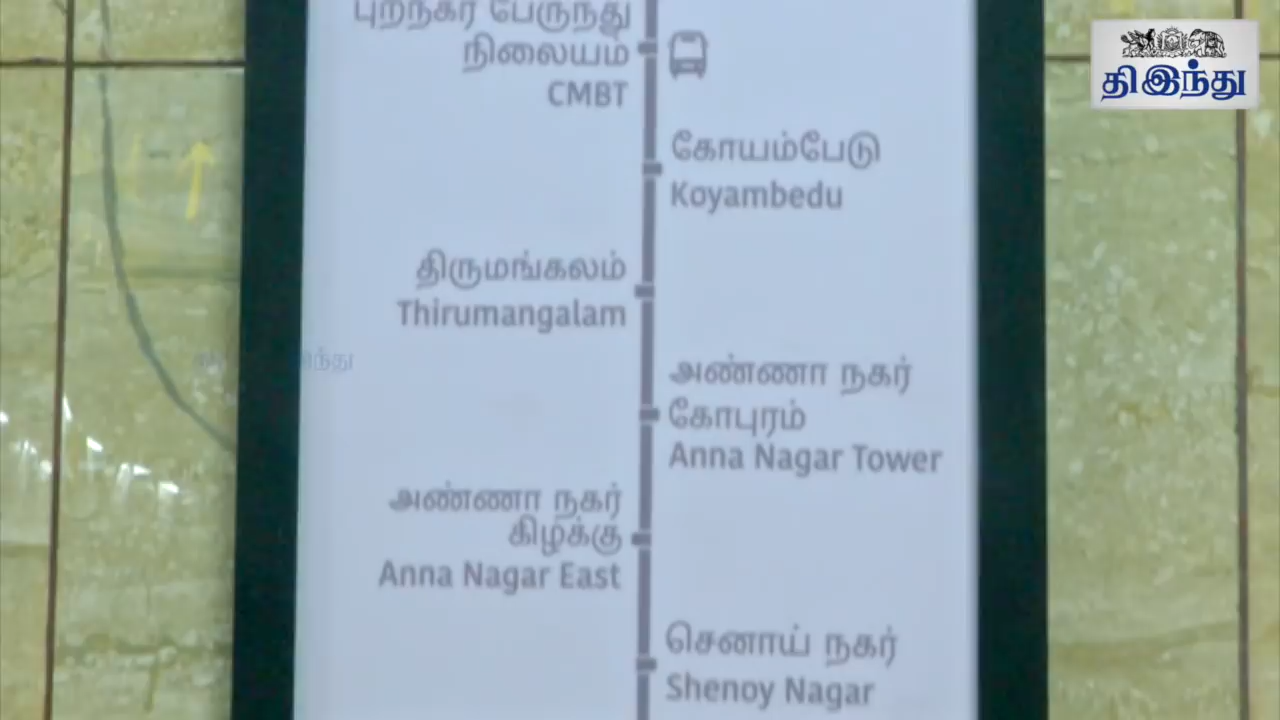 புறநகர் பேருந்து
நிலையம்
CMBT
கோயம்பேடு
Koyambedu
திருமங்கலம்
Thirumangalam
அண்ணா நகர்
கோபுரம்
Anna Nagar Tower
அண்ணா நகர்
கிழக்கு
Anna Nagar East
செனாய் நகர்
Shenoy Nagar
தி இந்து